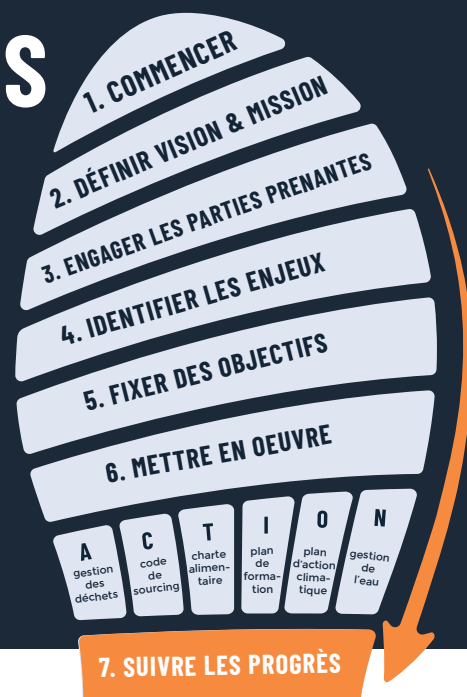 S
1. COMMENCER
2. DÉFINIR VISION & MISSION
3. ENGAGER LES PARTIES PRENANTES
4. IDENTIFIER LES ENJEUX
5. FIXER DES OBJECTIFS
6. METTRE EN OEUVRE
A
gestion
des
déchets
C
code
de
sourcing
T
charte
alimen-
taire
I
plan
de
forma-
tion
O
plan
d'action
clima-
tique
N
gestion
de
l'eau
7. SUIVRE LES PROGRÈS